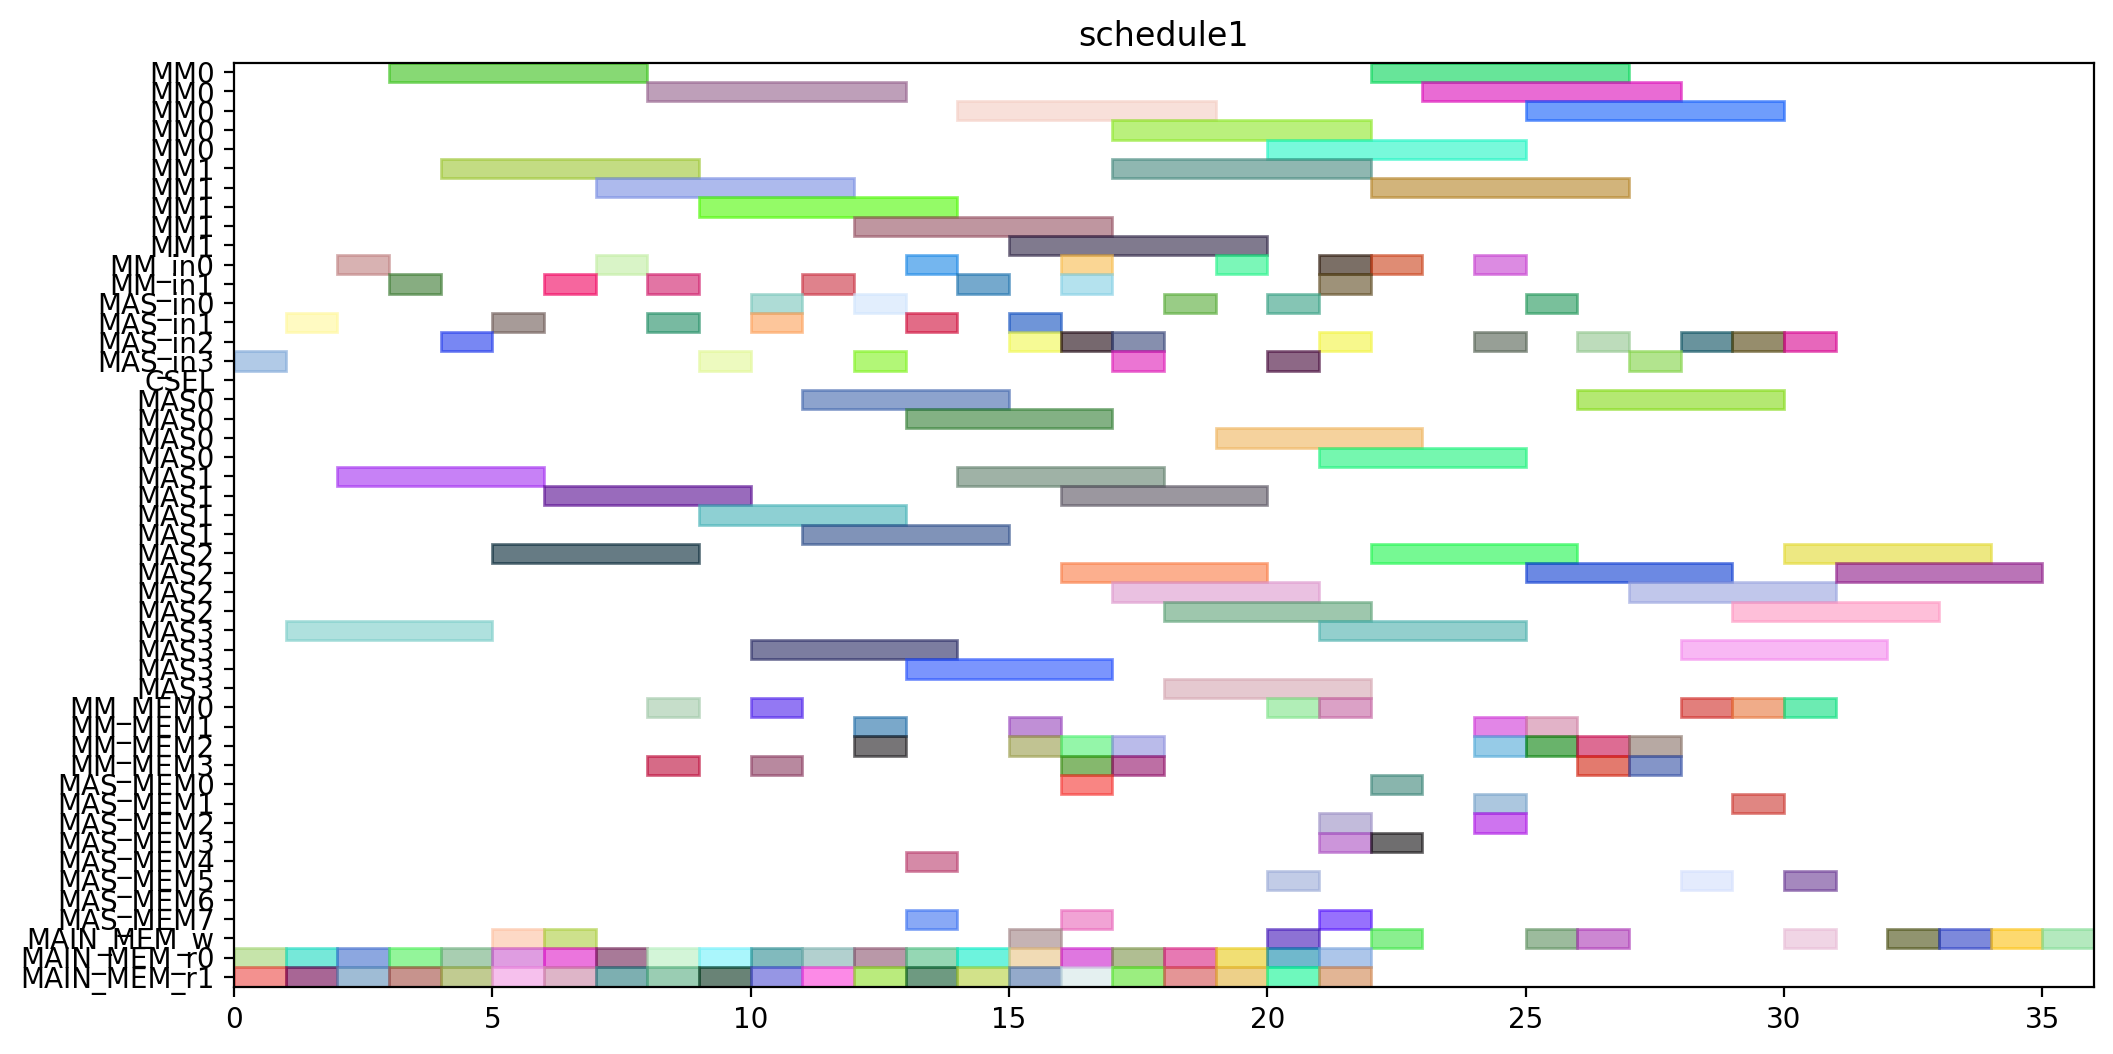 schedule1
MM0
MM0
MM0
MM0
MM0
MM1
MM1
MM1
MM1
MM1
MM_in0
MM_in1
MAS_in0
MAS_in1
MAS_in2
MAS_in3
CSEL
MAS0
MAS0
MAS0
MAS0
MAS1
MAS1
MAS1
MAS1
MAS2
MAS2
MAS2
MAS2
MAS3
MAS3
MAS3
MAS3
MM_MEM0
MM_MEM1
MM_MEM2
MM_MEM3
MAS_MEM0
MAS_MEM1
MAS_MEM2
MAS_MEM3
MAS_MEM4
MAS_MEM5
MAS_MEM6
MAS_MEM7
MAIN_MEM_w
MAIN_MEM_r0
MAIN_MEM_r1
0 5 10 15 20 25 30 35